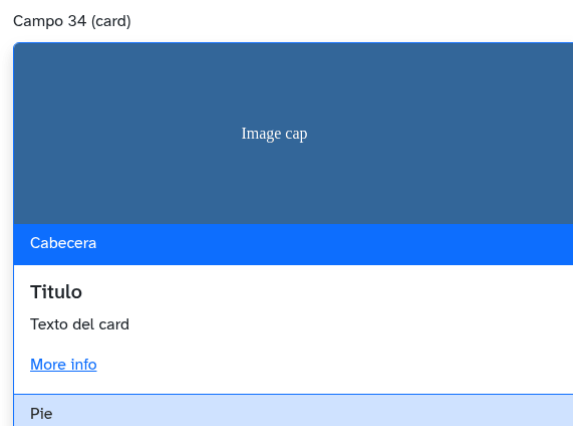 Campo 34 (card)
Image cap
Cabecera
Titulo
Texto del card
More info
Pie